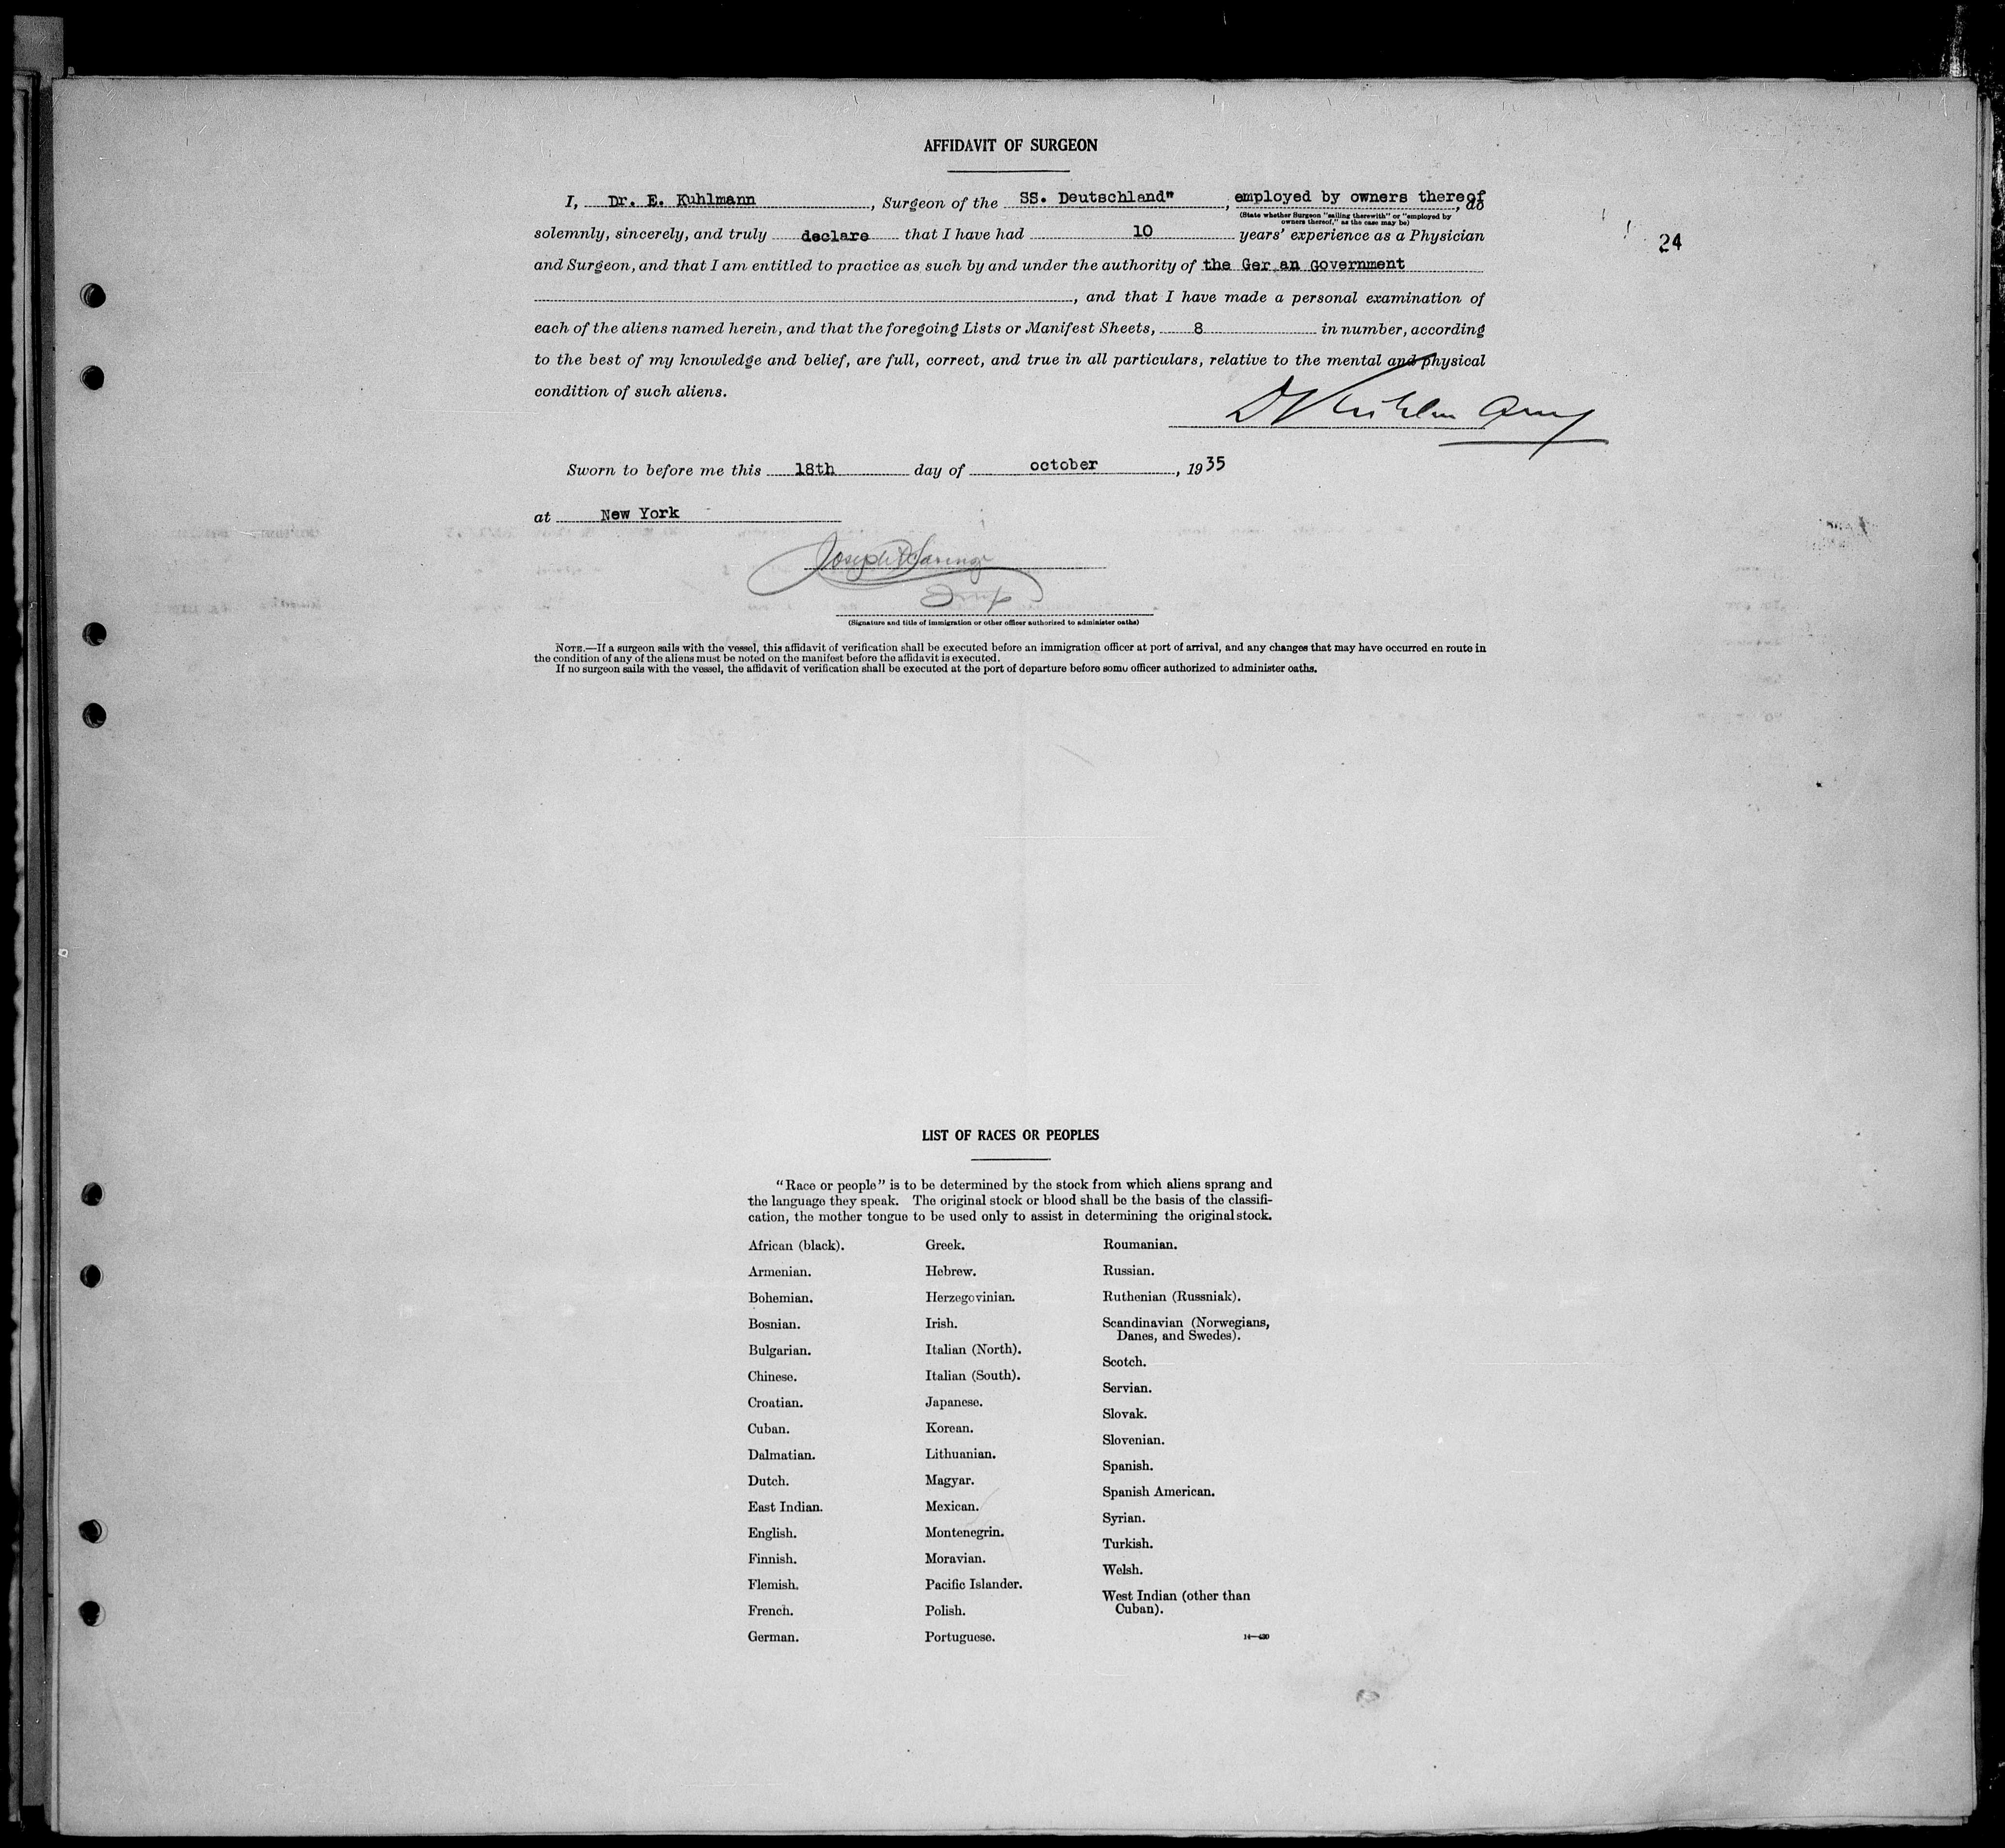 AFFIDAVIT OF SURGEON
I, Dr. E. Kuhlmann, Surgeon of the SS. Deutschland", employed by owners thereof, do
(State whether Surgeon "sailing therewith" or "employed by
owners thereof," as the case may be)
solemnly, sincerely, and truly declare that I have had 10 years' experience as a Physician
24
and Surgeon, and that I am entitled to practice as such by and under the authority of the Ger an Government
, and that I have made a personal examination of
each of the aliens named herein, and that the foregoing Lists or Manifest Sheets, 8 in number, according
to the best of my knowledge and belief, are full, correct, and true in all particulars, relative to the mental and physical
condition of such aliens.
Dr Kuhlmann
Sworn to before me this 18th day of october, 1935
at New York
Joseph
(Signature and title of immigration or other officer authorized to administer oaths)
NOTE.—If a surgeon sails with the vessel, this affidavit of verification shall be executed before an immigration officer at port of arrival, and any changes that may have occurred en route in
the condition of any of the aliens must be noted on the manifest before the affidavit is executed.
If no surgeon sails with the vessel, the affidavit of verification shall be executed at the port of departure before some officer authorized to administer oaths.
LIST OF RACES OR PEOPLES
"Race or people" is to be determined by the stock from which aliens sprang and
the language they speak. The original stock or blood shall be the basis of the classifi-
cation, the mother tongue to be used only to assist in determining the original stock.
African (black).
Armenian.
Bohemian.
Bosnian.
Bulgarian.
Chinese.
Croatian.
Cuban.
Dalmatian.
Dutch.
East Indian.
English.
Finnish.
Flemish.
French.
German.
Greek.
Hebrew.
Herzegovinian.
Irish.
Italian (North).
Italian (South).
Japanese.
Korean.
Lithuanian.
Magyar.
Mexican.
Montenegrin.
Moravian.
Pacific Islander.
Polish.
Portuguese.
Roumanian.
Russian.
Ruthenian (Russniak).
Scandinavian (Norwegians,
Danes, and Swedes).
Scotch.
Servian.
Slovak.
Slovenian.
Spanish.
Spanish American.
Syrian.
Turkish.
Welsh.
West Indian (other than
Cuban).
14—430